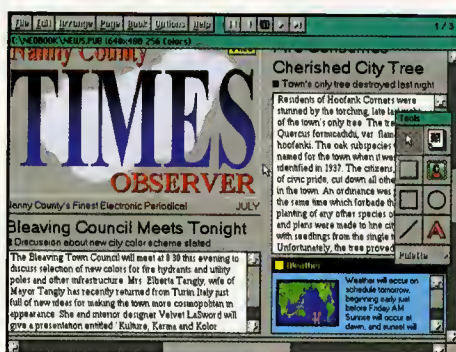 File Edit Arrange Page Book Options Help
1/3
C:\NEOBOOK\NEWS.PUB (640x480 256 Colors)
Nanny County
TIMES
OBSERVER
Nanny County's Finest Electronic Periodical JULY
Bleaving Council Meets Tonight
Discussion about new city color scheme slated
The Bleaving Town Council will meet at 8:30 this evening to
discuss selection of new colors for fire hydrants and utility
poles and other infrastructure. Mrs. Elberta Tangly, wife of
Mayor Tangly has recently returned from Turin Italy just
full of new ideas for making the town more cosmopolitan in
appearance. She and interior designer Velvet LaSword will
give a presentation entitled 'Kulture, Karma and Kolor
Fire Consumes
Cherished City Tree
Town's only tree destroyed last night
Residents of Hoofank Corners were
stunned by the torching, late last night
of the town's only tree. The
Quercus
hoofanki. The oak subspecies
named for the town when it was
identified in 1937. The citizens,
of civic pride, cut down all other
in the town. An ordinance was
the same time which forbade the
planting of any other species of
and plans were made to line
with seedlings from the single
Unfortunately, the tree proved
Tools
A
Palette
Weather
Weather will occur on
schedule tomorrow,
beginning early just
before Friday AM.
Sunrise will occur at
dawn, and sunset will